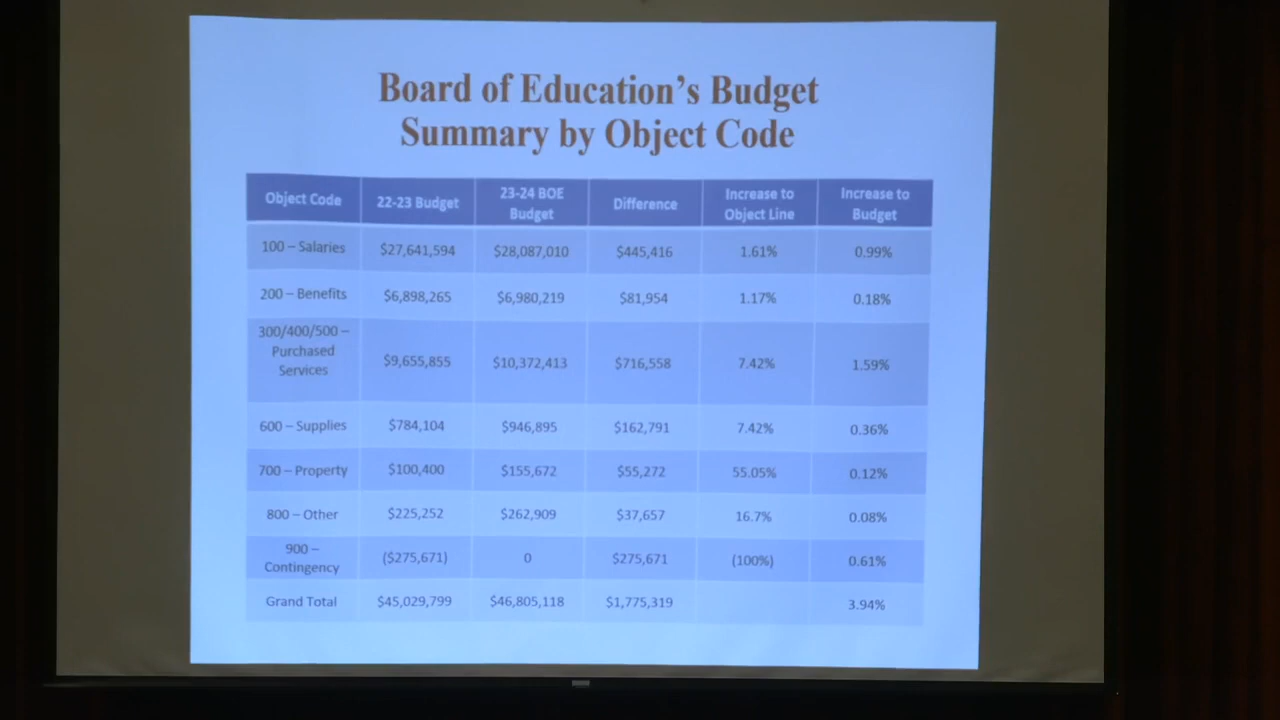 Board of Education's Budget
Summary by Object Code
Object Code 22-23 Budget 23-24 BOE Budget Difference Increase to Object Line Increase to Budget
100 – Salaries $27,641,594 $28,087,010 $445,416 1.61% 0.99%
200 – Benefits $6,898,265 $6,980,219 $81,954 1.17% 0.18%
300/400/500 – Purchased Services $9,655,855 $10,372,413 $716,558 7.42% 1.59%
600 – Supplies $784,104 $946,895 $162,791 7.42% 0.36%
700 – Property $100,400 $155,672 $55,272 55.05% 0.12%
800 – Other $225,252 $262,909 $37,657 16.7% 0.08%
900 – Contingency ($275,671) 0 $275,671 (100%) 0.61%
Grand Total $45,029,799 $46,805,118 $1,775,319 3.94%